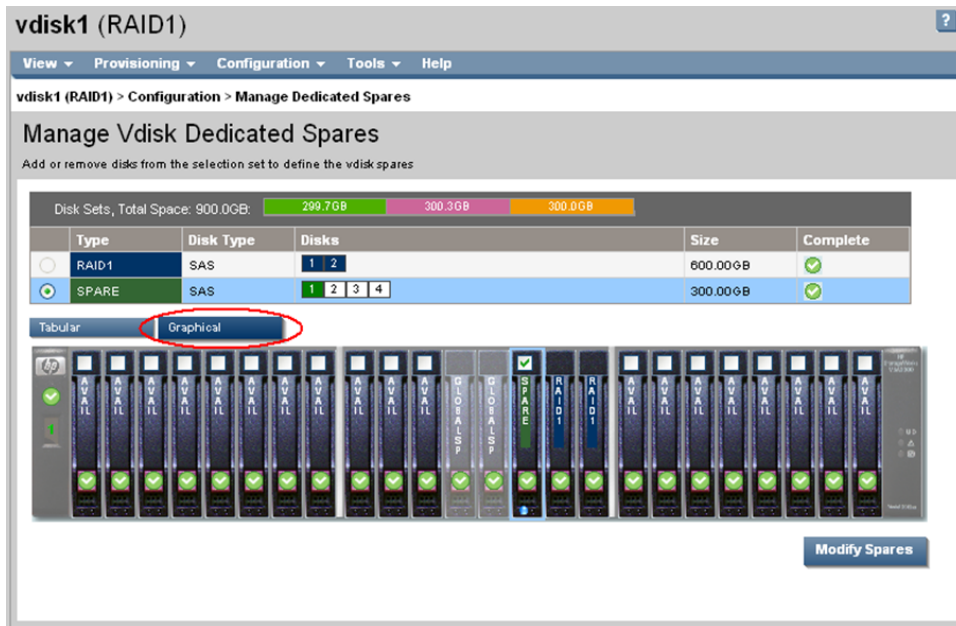 vdisk1 (RAID1)
?
View Provisioning Configuration Tools Help
vdisk1 (RAID1) > Configuration > Manage Dedicated Spares
Manage Vdisk Dedicated Spares
Add or remove disks from the selection set to define the vdisk spares
Disk Sets, Total Space: 900.0GB: 299.7GB 300.3GB 300.0GB
Type Disk Type Disks Size Complete
RAID1 SAS 1 2 600.00GB
SPARE SAS 1 2 3 4 300.00GB
Tabular Graphical
hp
AVAIL AVAIL AVAIL AVAIL AVAIL AVAIL AVAIL AVAIL AVAIL AVAIL AVAIL GLOBALSP GLOBALSP SPARE RAID1 RAID1 AVAIL AVAIL AVAIL AVAIL AVAIL AVAIL AVAIL AVAIL
Modify Spares